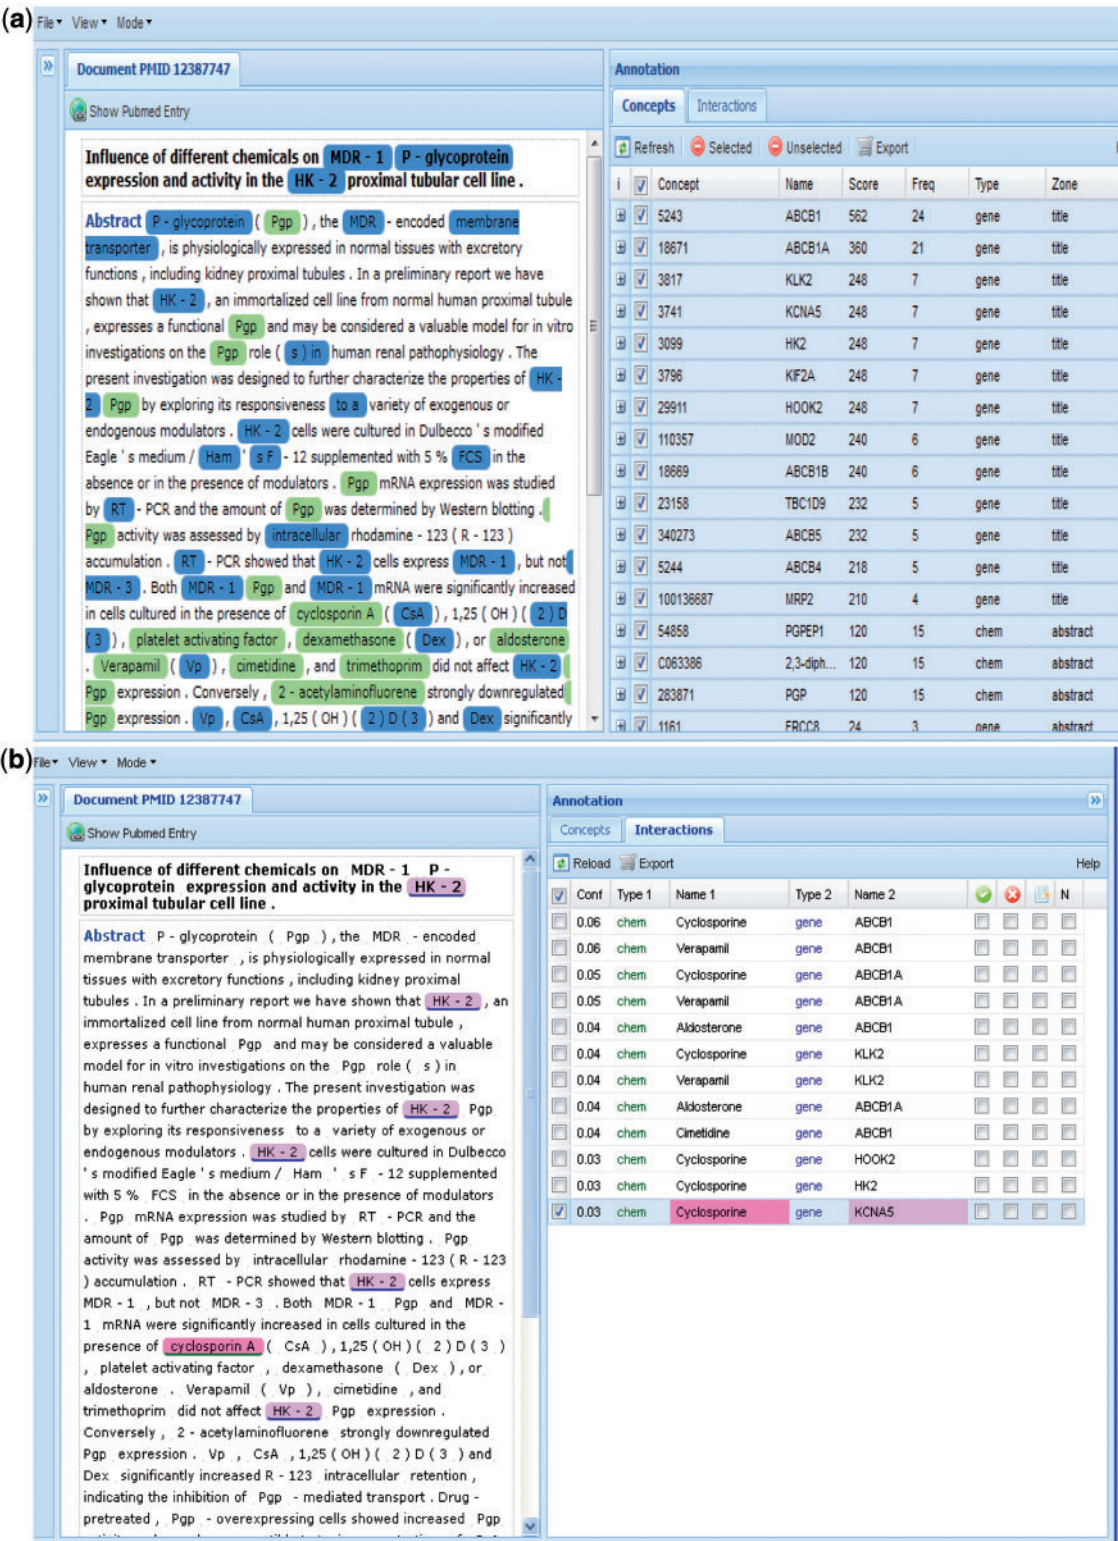 (a)
File View Mode
Document PMID 12387747
Show Pubmed Entry
Influence of different chemicals on MDR - 1 P - glycoprotein
expression and activity in the HK - 2 proximal tubular cell line .
Abstract P - glycoprotein ( Pgp ) , the MDR - encoded membrane
transporter , is physiologically expressed in normal tissues with excretory
functions , including kidney proximal tubules . In a preliminary report we have
shown that HK - 2 , an immortalized cell line from normal human proximal tubule
, expresses a functional Pgp and may be considered a valuable model for in vitro
investigations on the Pgp role ( s ) in human renal pathophysiology . The
present investigation was designed to further characterize the properties of HK -
2 Pgp by exploring its responsiveness to a variety of exogenous or
endogenous modulators . HK - 2 cells were cultured in Dulbecco ' s modified
Eagle ' s medium / Ham ' s F - 12 supplemented with 5 % FCS in the
absence or in the presence of modulators . Pgp mRNA expression was studied
by RT - PCR and the amount of Pgp was determined by Western blotting .
Pgp activity was assessed by intracellular rhodamine - 123 ( R - 123 )
accumulation . RT - PCR showed that HK - 2 cells express MDR - 1 , but not
MDR - 3 . Both MDR - 1 Pgp and MDR - 1 mRNA were significantly increased
in cells cultured in the presence of cyclosporin A ( CsA ) , 1,25 ( OH ) ( 2 ) D
( 3 ) , platelet activating factor , dexamethasone ( Dex ) , or aldosterone
. Verapamil ( Vp ) , cimetidine , and trimethoprim did not affect HK - 2
Pgp expression . Conversely , 2 - acetylaminofluorene strongly downregulated
Pgp expression . Vp , CsA , 1,25 ( OH ) ( 2 ) D ( 3 ) and Dex significantly
Annotation
Concepts Interactions
Refresh Selected Unselected Export
i Concept Name Score Freq Type Zone
5243 ABCB1 562 24 gene title
18671 ABCB1A 360 21 gene title
3817 KLK2 248 7 gene title
3741 KCNA5 248 7 gene title
3099 HK2 248 7 gene title
3796 KIF2A 248 7 gene title
29911 HOOK2 248 7 gene title
110357 MOD2 240 6 gene title
18669 ABCB1B 240 6 gene title
23158 TBC1D9 232 5 gene title
340273 ABCB5 232 5 gene title
5244 ABCB4 218 5 gene title
100136687 MRP2 210 4 gene title
54858 PGPEP1 120 15 chem abstract
C063386 2,3-diph... 120 15 chem abstract
283871 PGP 120 15 chem abstract
1161 ERCC8 24 3 gene abstract
(b)
File View Mode
Document PMID 12387747
Show Pubmed Entry
Influence of different chemicals on MDR - 1 P -
glycoprotein expression and activity in the HK - 2
proximal tubular cell line .
Abstract P - glycoprotein ( Pgp ) , the MDR - encoded
membrane transporter , is physiologically expressed in normal
tissues with excretory functions , including kidney proximal
tubules . In a preliminary report we have shown that HK - 2 , an
immortalized cell line from normal human proximal tubule ,
expresses a functional Pgp and may be considered a valuable
model for in vitro investigations on the Pgp role ( s ) in
human renal pathophysiology . The present investigation was
designed to further characterize the properties of HK - 2 Pgp
by exploring its responsiveness to a variety of exogenous or
endogenous modulators . HK - 2 cells were cultured in Dulbecco
' s modified Eagle ' s medium / Ham ' s F - 12 supplemented
with 5 % FCS in the absence or in the presence of modulators
. Pgp mRNA expression was studied by RT - PCR and the
amount of Pgp was determined by Western blotting . Pgp
activity was assessed by intracellular rhodamine - 123 ( R - 123
) accumulation . RT - PCR showed that HK - 2 cells express
MDR - 1 , but not MDR - 3 . Both MDR - 1 Pgp and MDR -
1 mRNA were significantly increased in cells cultured in the
presence of cyclosporin A ( CsA ) , 1,25 ( OH ) ( 2 ) D ( 3 )
, platelet activating factor , dexamethasone ( Dex ) , or
aldosterone . Verapamil ( Vp ) , cimetidine , and
trimethoprim did not affect HK - 2 Pgp expression .
Conversely , 2 - acetylaminofluorene strongly downregulated
Pgp expression . Vp , CsA , 1,25 ( OH ) ( 2 ) D ( 3 ) and
Dex significantly increased R - 123 intracellular retention ,
indicating the inhibition of Pgp - mediated transport . Drug -
pretreated , Pgp - overexpressing cells showed increased Pgp
Annotation
Concepts Interactions
Reload Export Help
Conf Type 1 Name 1 Type 2 Name 2 N
0.06 chem Cyclosporine gene ABCB1
0.06 chem Verapamil gene ABCB1
0.05 chem Cyclosporine gene ABCB1A
0.05 chem Verapamil gene ABCB1A
0.04 chem Aldosterone gene ABCB1
0.04 chem Cyclosporine gene KLK2
0.04 chem Verapamil gene KLK2
0.04 chem Aldosterone gene ABCB1A
0.04 chem Cimetidine gene ABCB1
0.03 chem Cyclosporine gene HOOK2
0.03 chem Cyclosporine gene HK2
0.03 chem Cyclosporine gene KCNA5